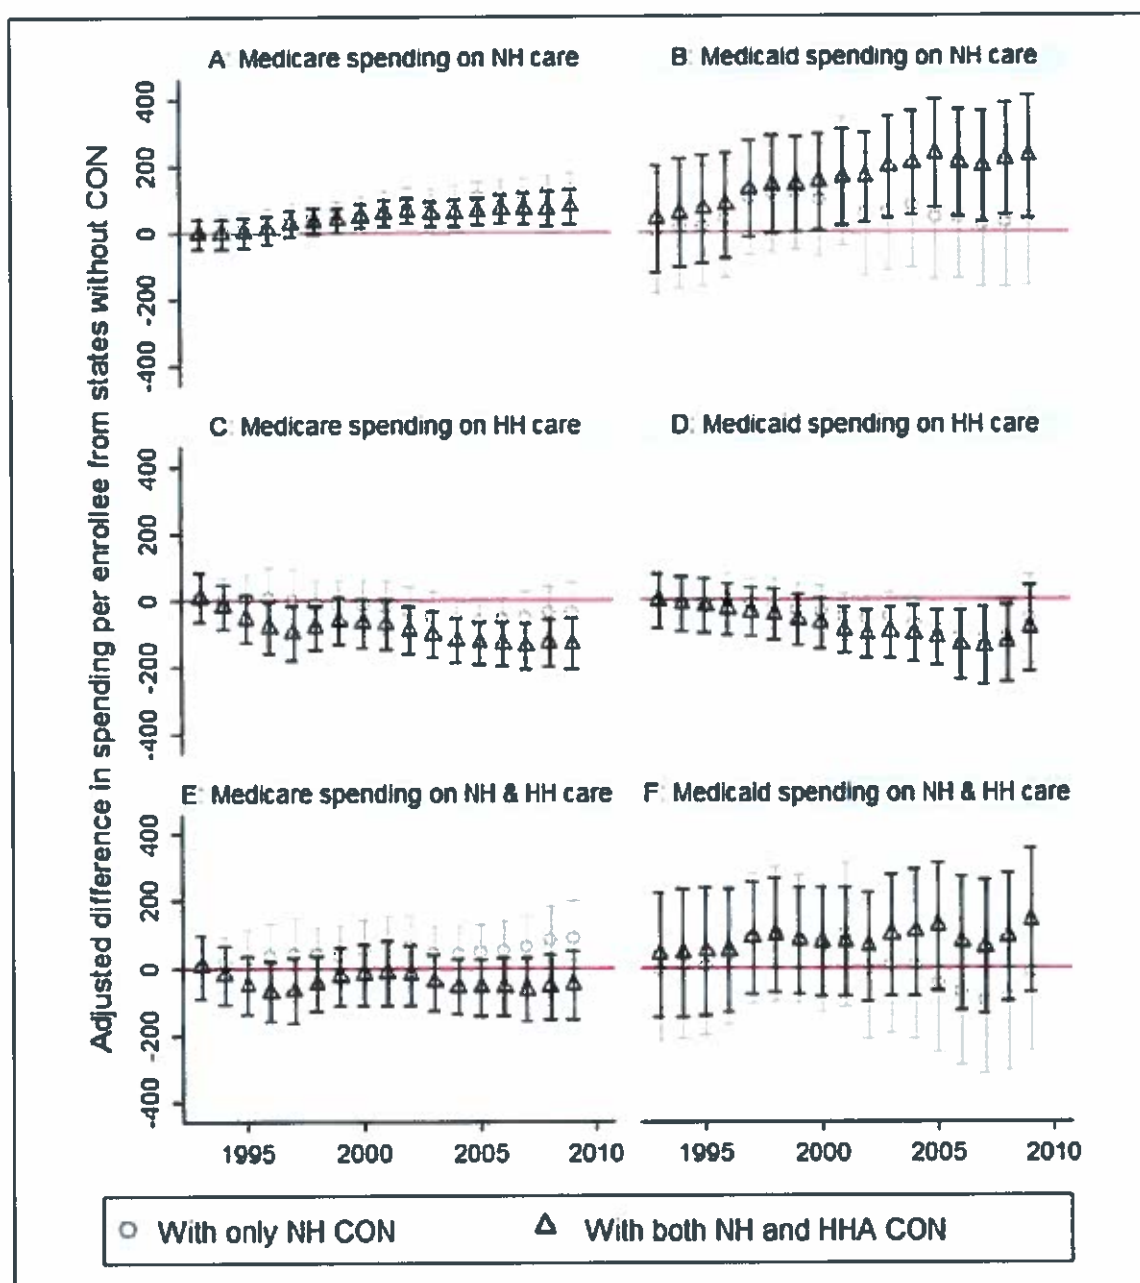 A: Medicare spending on NH care
B: Medicaid spending on NH care
400
200
0
-200
-400
C: Medicare spending on HH care
D: Medicaid spending on HH care
400
200
0
-200
-400
E: Medicare spending on NH & HH care
F: Medicaid spending on NH & HH care
400
200
0
-200
-400
Adjusted difference in spending per enrollee from states without CON
1995 2000 2005 2010
1995 2000 2005 2010
With only NH CON
With both NH and HHA CON